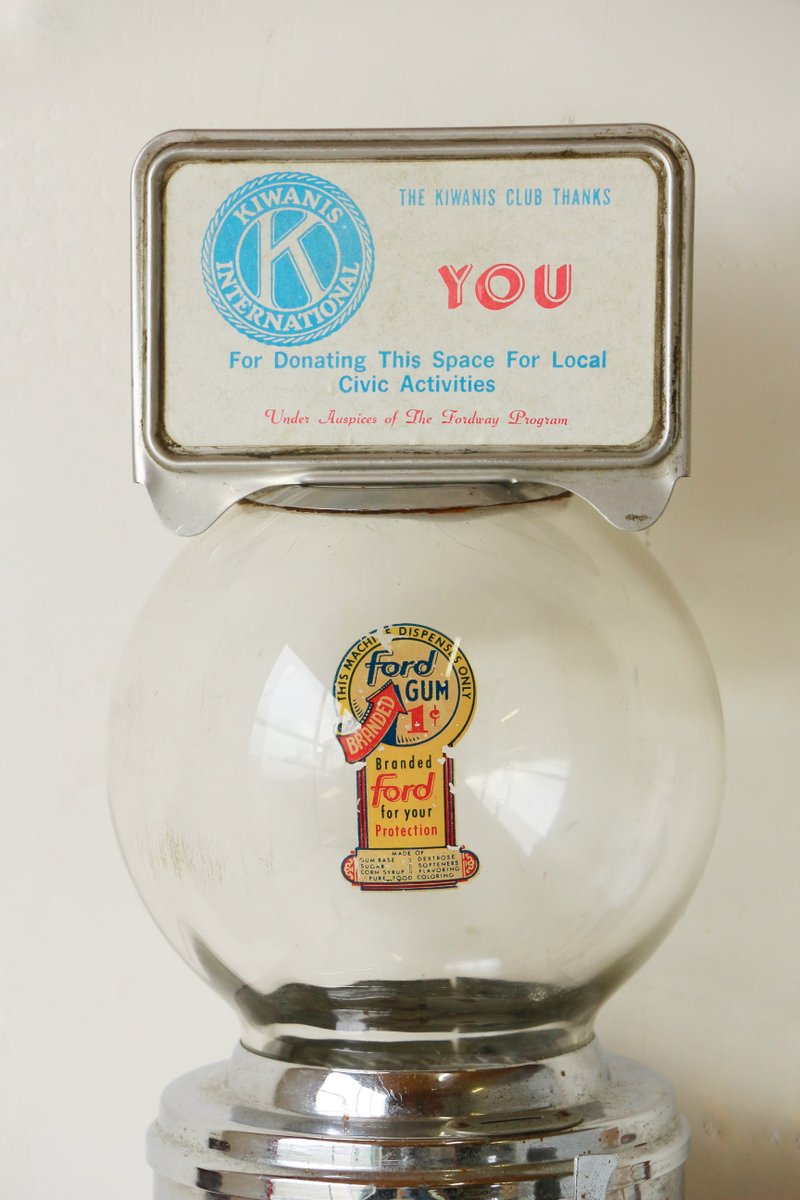 KIWANIS
K
INTERNATIONAL
THE KIWANIS CLUB THANKS
YOU
For Donating This Space For Local
Civic Activities
Under Auspices of The Fordway Program
THIS MACHINE DISPENSES ONLY
Ford
GUM
BRANDED
1¢
Branded
Ford
for your
Protection
MADE OF
GUM BASE DEXTROSE
SUGAR SOFTENERS
CORN SYRUP FLAVORING
PURE FOOD COLORING